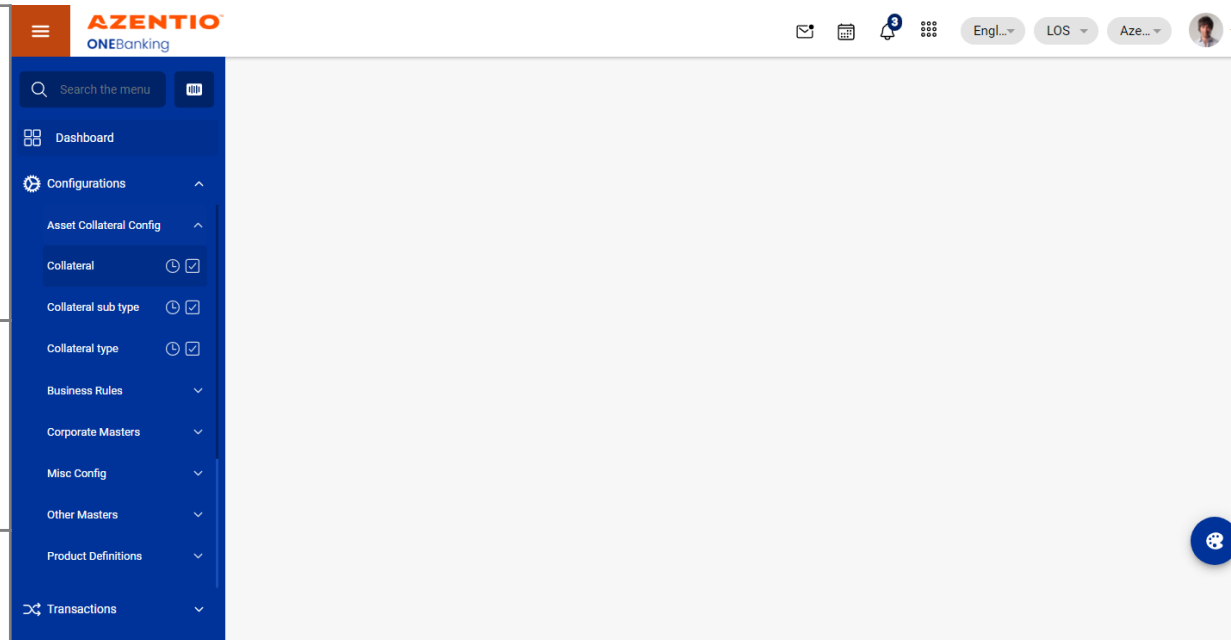 AZENTIO
ONEBanking
3
Engl...
LOS
Aze...
Search the menu
Dashboard
Configurations
Asset Collateral Config
Collateral
Collateral sub type
Collateral type
Business Rules
Corporate Masters
Misc Config
Other Masters
Product Definitions
Transactions